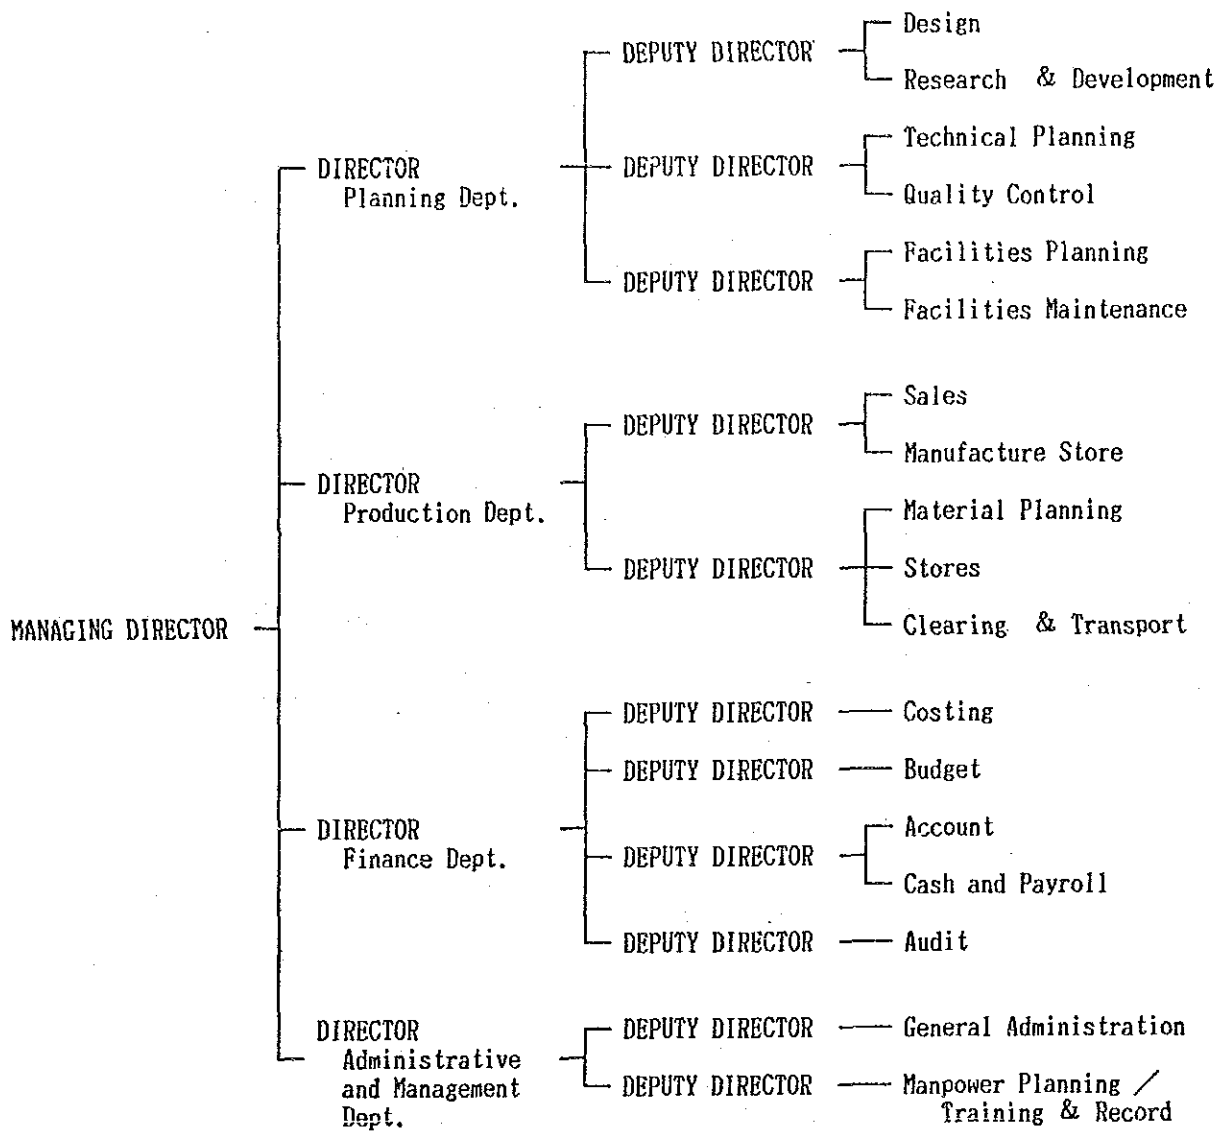 MANAGING DIRECTOR
DIRECTOR
Planning Dept.
DEPUTY DIRECTOR
Design
Research & Development
DEPUTY DIRECTOR
Technical Planning
Quality Control
DEPUTY DIRECTOR
Facilities Planning
Facilities Maintenance
DIRECTOR
Production Dept.
DEPUTY DIRECTOR
Sales
Manufacture Store
DEPUTY DIRECTOR
Material Planning
Stores
Clearing & Transport
DIRECTOR
Finance Dept.
DEPUTY DIRECTOR
Costing
DEPUTY DIRECTOR
Budget
DEPUTY DIRECTOR
Account
Cash and Payroll
DEPUTY DIRECTOR
Audit
DIRECTOR
Administrative
and Management
Dept.
DEPUTY DIRECTOR
General Administration
DEPUTY DIRECTOR
Manpower Planning /
Training & Record